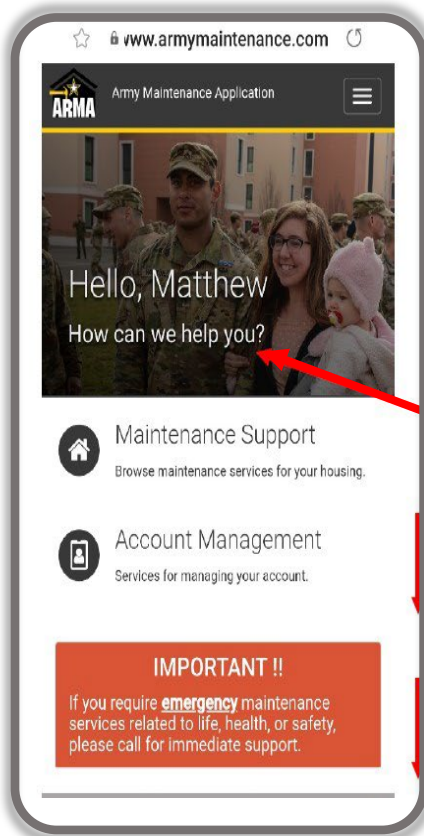 www.armymaintenance.com
ARMA
Army Maintenance Application
Hello, Matthew
How can we help you?
Maintenance Support
Browse maintenance services for your housing.
Account Management
Services for managing your account.
IMPORTANT !!
If you require emergency maintenance
services related to life, health, or safety,
please call for immediate support.